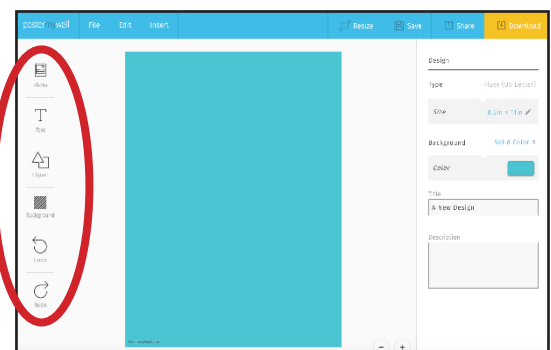 postermywall File Edit Insert Resize Save Share Download
Photo
Text
Clipart
Background
Undo
Redo
Design
Type Flyer (US Letter)
Size 8.5in × 11in
Background Solid Color
Color
Title
A New Design
Description
− +